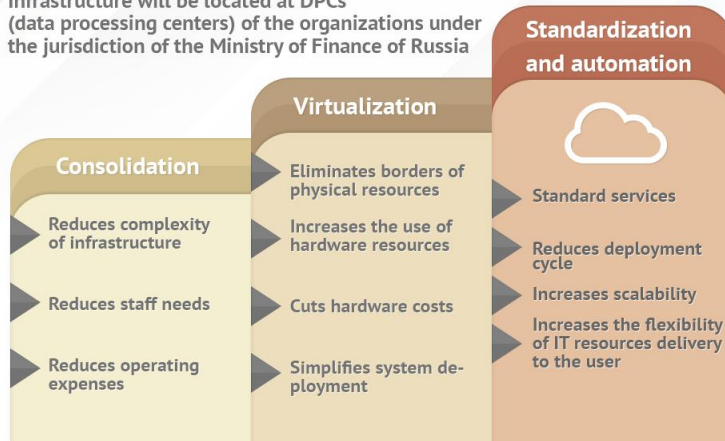 Infrastructure will be located at DPCs
(data processing centers) of the organizations under
the jurisdiction of the Ministry of Finance of Russia
Consolidation
Reduces complexity
of infrastructure
Reduces staff needs
Reduces operating
expenses
Virtualization
Eliminates borders of
physical resources
Increases the use of
hardware resources
Cuts hardware costs
Simplifies system de-
ployment
Standardization
and automation
Standard services
Reduces deployment
cycle
Increases scalability
Increases the flexibility
of IT resources delivery
to the user